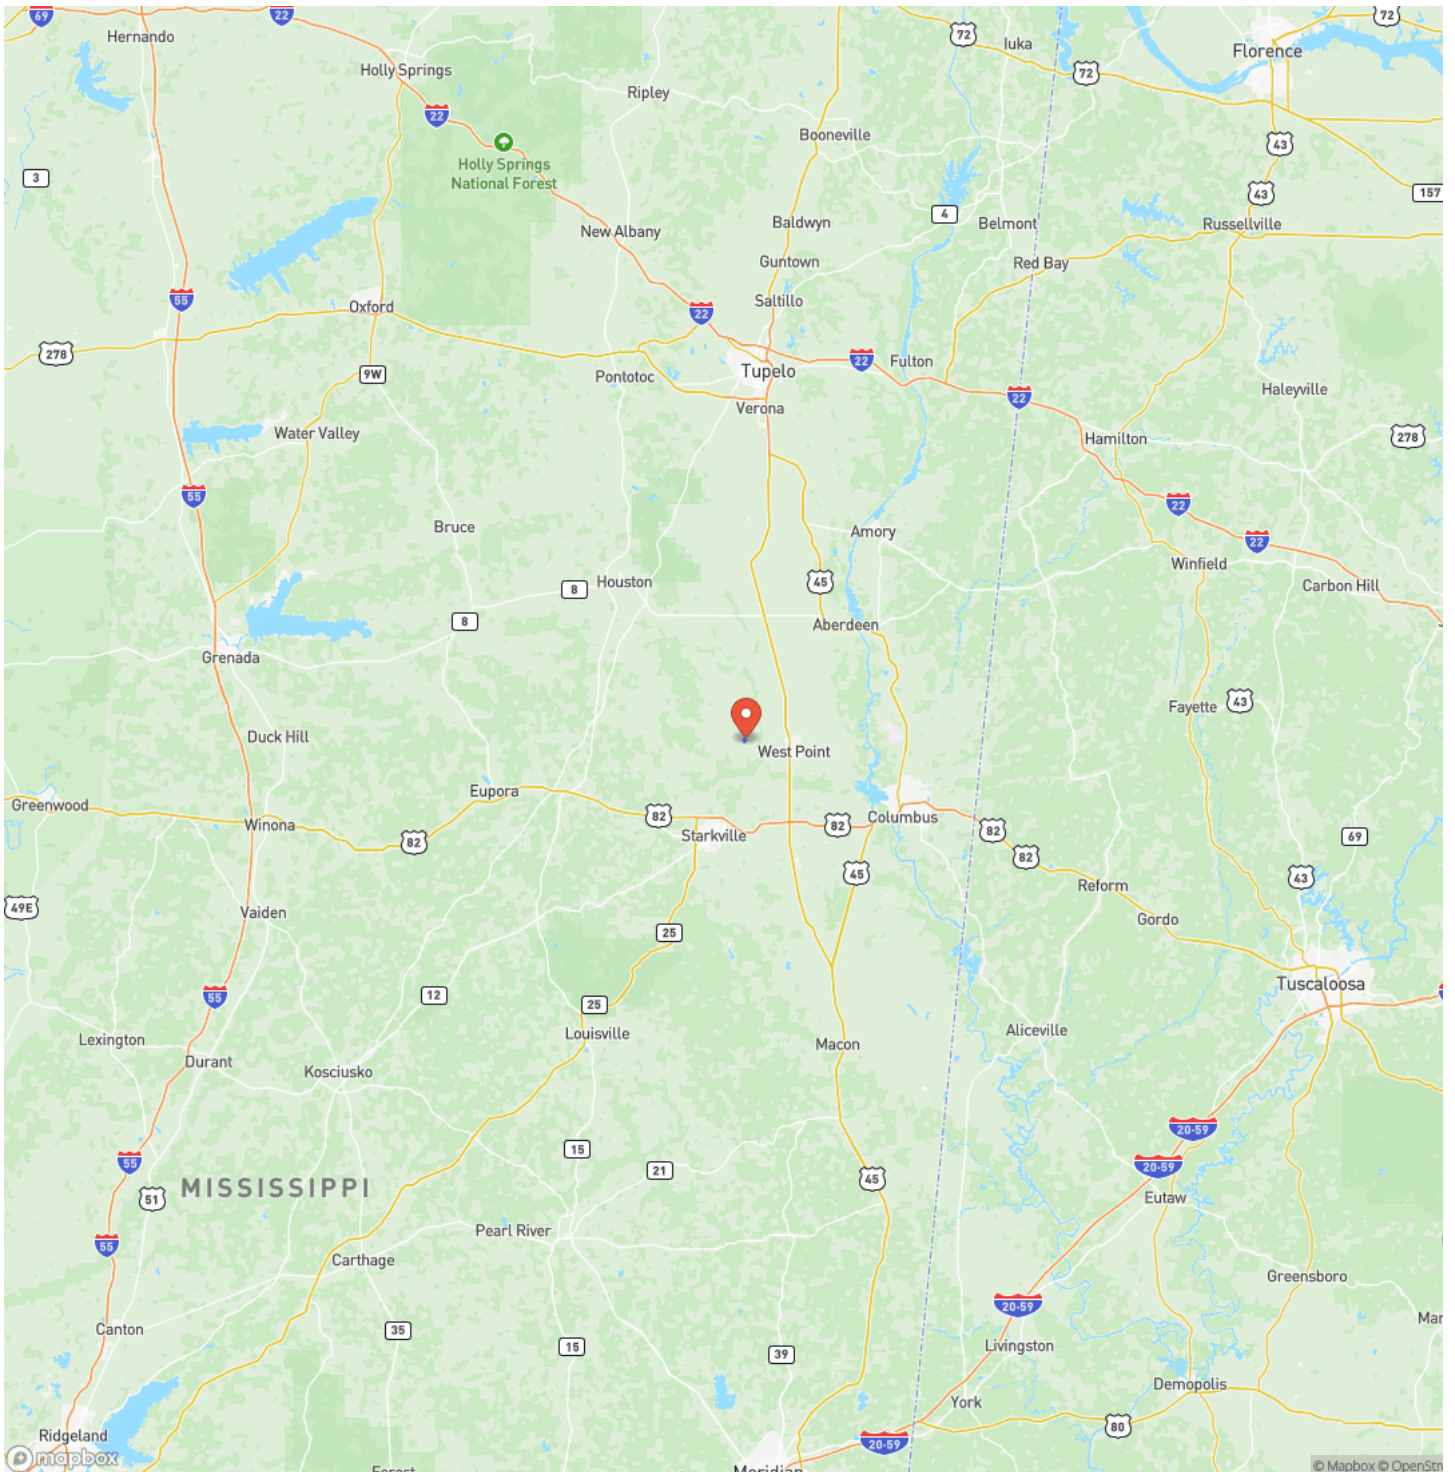 69
22
72
Hernando
72
Iuka
Florence
Holly Springs
72
Ripley
22
Booneville
43
Holly Springs
National Forest
3
43
157
4
Baldwyn
Belmont
Russellville
New Albany
Guntown
Red Bay
55
Saltillo
Oxford
22
278
22
Fulton
9W
Pontotoc
Tupelo
Haleyville
22
Verona
Water Valley
Hamilton
278
55
22
Bruce
Amory
22
Winfield
Houston
45
8
Carbon Hill
8
Aberdeen
Grenada
43
Fayette
Duck Hill
West Point
Eupora
Greenwood
82
Columbus
Winona
82
82
Starkville
82
69
82
45
43
Reform
49E
Vaiden
Gordo
25
Tuscaloosa
55
12
25
Louisville
Aliceville
Lexington
Macon
Durant
Kosciusko
20-59
15
55
20-59
21
45
51
MISSISSIPPI
Eutaw
Pearl River
55
Carthage
Greensboro
20-59
Canton
35
Mar
15
39
Livingston
Demopolis
York
80
Ridgeland
20-59
mapbox
Forest
Meridian
© Mapbox © OpenStr